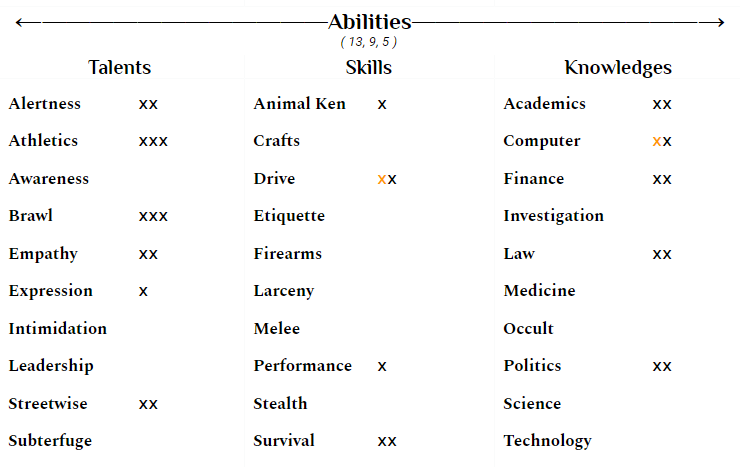 Abilities
( 13, 9, 5 )
Talents Skills Knowledges
Alertness xx Animal Ken x Academics xx
Athletics xxx Crafts Computer xx
Awareness Drive xx Finance xx
Brawl xxx Etiquette Investigation
Empathy xx Firearms Law xx
Expression x Larceny Medicine
Intimidation Melee Occult
Leadership Performance x Politics xx
Streetwise xx Stealth Science
Subterfuge Survival xx Technology